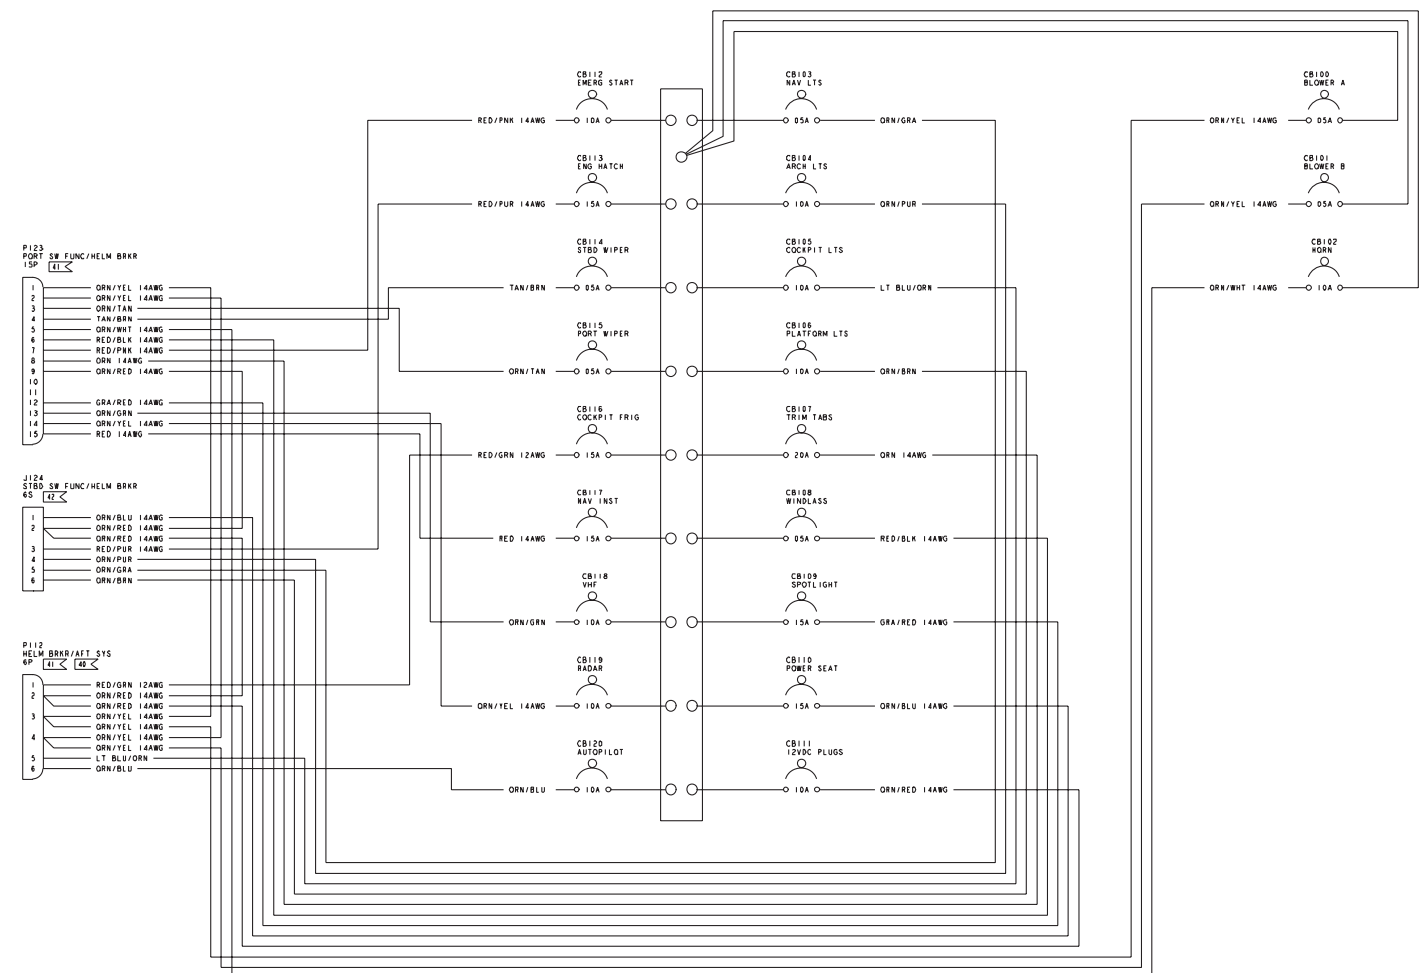 CB112
EMERG START
RED/PNK 14AWG
10A
CB113
ENG HATCH
RED/PUR 14AWG
15A
CB114
STBD WIPER
TAN/BRN
05A
CB115
PORT WIPER
ORN/TAN
05A
CB116
COCKPIT FRIG
RED/GRN 12AWG
15A
CB117
NAV INST
RED 14AWG
15A
CB118
VHF
ORN/GRN
10A
CB119
RADAR
ORN/YEL 14AWG
10A
CB120
AUTOPILOT
ORN/BLU
10A
CB103
NAV LTS
05A
ORN/GRA
CB104
ARCH LTS
10A
ORN/PUR
CB105
COCKPIT LTS
10A
LT BLU/ORN
CB106
PLATFORM LTS
10A
ORN/BRN
CB107
TRIM TABS
20A
ORN 14AWG
CB108
WINDLASS
05A
RED/BLK 14AWG
CB109
SPOTLIGHT
15A
GRA/RED 14AWG
CB110
POWER SEAT
15A
ORN/BLU 14AWG
CB111
12VDC PLUGS
10A
ORN/RED 14AWG
CB100
BLOWER A
ORN/YEL 14AWG
05A
CB101
BLOWER B
ORN/YEL 14AWG
05A
CB102
HORN
ORN/WHT 14AWG
10A
P123
PORT SW FUNC/HELM BRKR
15P 41
1 ORN/YEL 14AWG
2 ORN/YEL 14AWG
3 ORN/TAN
4 TAN/BRN
5 ORN/WHT 14AWG
6 RED/BLK 14AWG
7 RED/PNK 14AWG
8 ORN 14AWG
9 ORN/RED 14AWG
10
11
12 GRA/RED 14AWG
13 ORN/GRN
14 ORN/YEL 14AWG
15 RED 14AWG
J124
STBD SW FUNC/HELM BRKR
6S 42
1 ORN/BLU 14AWG
2 ORN/RED 14AWG
ORN/RED 14AWG
3 RED/PUR 14AWG
4 ORN/PUR
5 ORN/GRA
6 ORN/BRN
P112
HELM BRKR/AFT SYS
6P 41 40
1 RED/GRN 12AWG
2 ORN/RED 14AWG
ORN/RED 14AWG
3 ORN/YEL 14AWG
ORN/YEL 14AWG
4 ORN/YEL 14AWG
ORN/YEL 14AWG
5 LT BLU/ORN
6 ORN/BLU